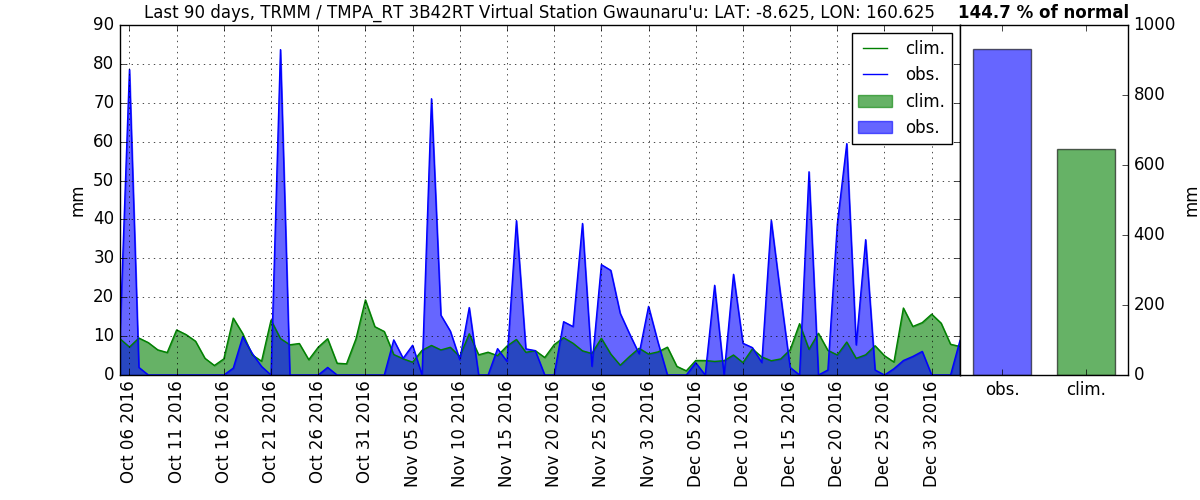 Last 90 days, TRMM / TMPA_RT 3B42RT Virtual Station Gwaunaru'u: LAT: -8.625, LON: 160.625
144.7 % of normal
90
80
70
60
50
40
30
20
10
0
mm
clim.
obs.
clim.
obs.
1000
800
600
400
200
0
mm
obs.
clim.
Oct 06 2016
Oct 11 2016
Oct 16 2016
Oct 21 2016
Oct 26 2016
Oct 31 2016
Nov 05 2016
Nov 10 2016
Nov 15 2016
Nov 20 2016
Nov 25 2016
Nov 30 2016
Dec 05 2016
Dec 10 2016
Dec 15 2016
Dec 20 2016
Dec 25 2016
Dec 30 2016